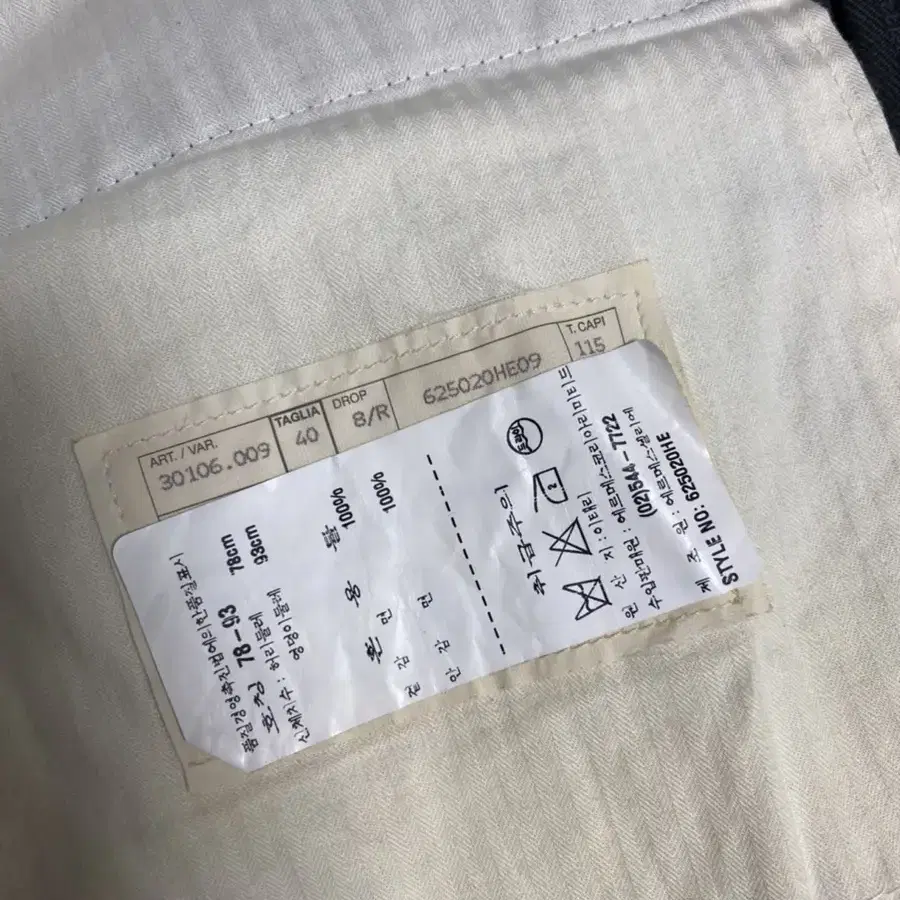 ART. / VAR.
30106.009
TAGLIA
40
DROP
8/R
625020HE09
T. CAPI
115
품질경영촉진법에의한품질표시
호칭 78-93
신체치수 : 허리둘레 78cm
엉덩이둘레 93cm
혼 용 률
겉감 면 100%
안감 면 100%
취급주의
2
원 산 지 : 이태리
수입판매원 : 에르메스코리아리미티드
(02)544-7722
제 조 원 : 에르메스셀리에
STYLE NO: 625020HE